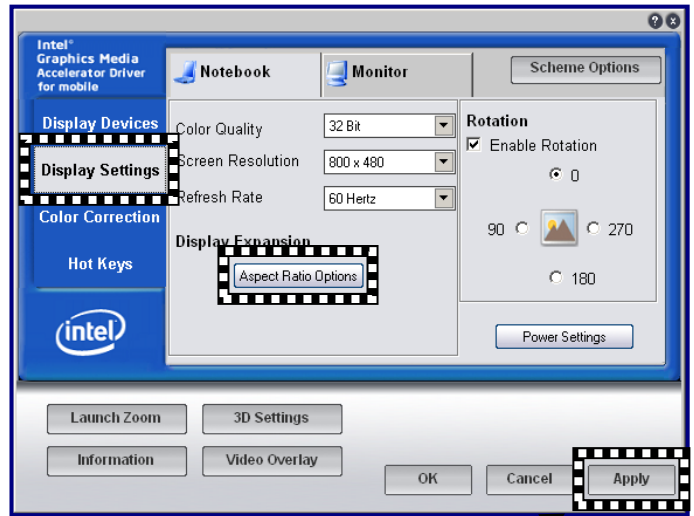 Intel®
Graphics Media
Accelerator Driver
for mobile
Notebook
Monitor
Scheme Options
Display Devices
Display Settings
Color Correction
Hot Keys
intel
Color Quality
32 Bit
Screen Resolution
800 x 480
Refresh Rate
60 Hertz
Display Expansion
Aspect Ratio Options
Rotation
Enable Rotation
0
90
270
180
Power Settings
Launch Zoom
3D Settings
Information
Video Overlay
OK
Cancel
Apply